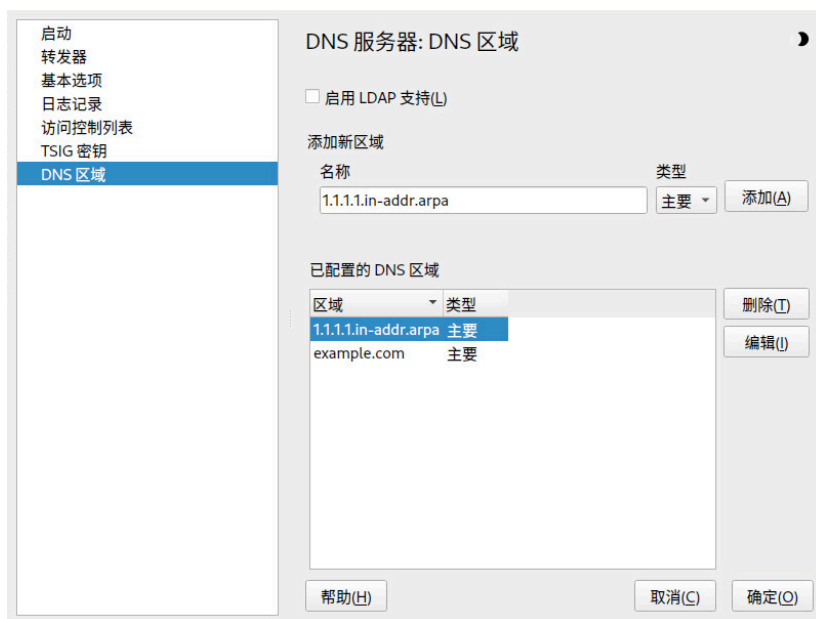 启动
转发器
基本选项
日志记录
访问控制列表
TSIG 密钥
DNS 区域
DNS 服务器: DNS 区域
启用 LDAP 支持(L)
添加新区域
名称 类型
1.1.1.1.in-addr.arpa 主要 添加(A)
已配置的 DNS 区域
区域 类型
1.1.1.1.in-addr.arpa 主要
example.com 主要
删除(T)
编辑(I)
帮助(H) 取消(C) 确定(O)